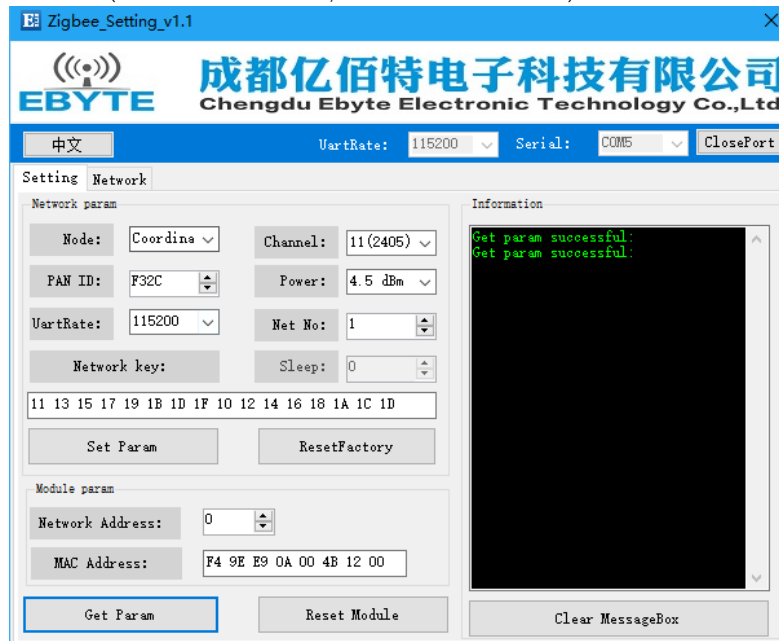 Zigbee_Setting_v1.1
EBYTE
成都亿佰特电子科技有限公司
Chengdu Ebyte Electronic Technology Co.,Ltd
中文 UartRate: 115200 Serial: COM5 ClosePort
Setting Network
Network param
Node: Coordina Channel: 11(2405)
PAN ID: F32C Power: 4.5 dBm
UartRate: 115200 Net No: 1
Network key: Sleep: 0
11 13 15 17 19 1B 1D 1F 10 12 14 16 18 1A 1C 1D
Set Param ResetFactory
Module param
Network Address: 0
MAC Address: F4 9E E9 0A 00 4B 12 00
Get Param Reset Module
Information
Get param successful:
Get param successful:
Clear MessageBox